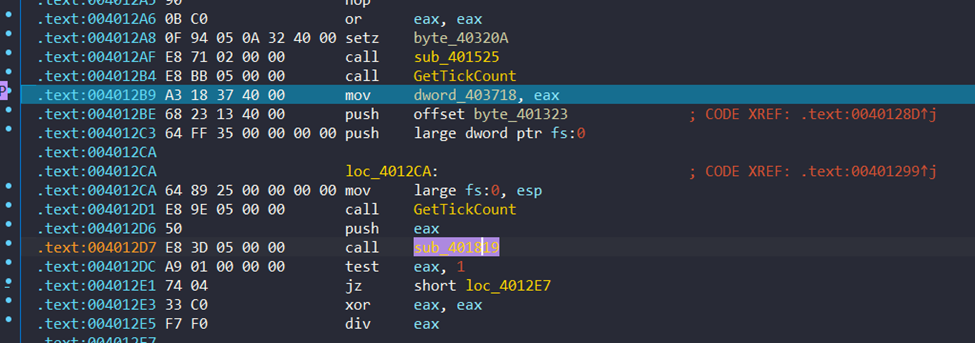 .text:004012A5 90 nop
.text:004012A6 0B C0 or eax, eax
.text:004012A8 0F 94 05 0A 32 40 00 setz byte_40320A
.text:004012AF E8 71 02 00 00 call sub_401525
.text:004012B4 E8 BB 05 00 00 call GetTickCount
.text:004012B9 A3 18 37 40 00 mov dword_403718, eax
.text:004012BE 68 23 13 40 00 push offset byte_401323 ; CODE XREF: .text:0040128D↑j
.text:004012C3 64 FF 35 00 00 00 00 push large dword ptr fs:0
.text:004012CA
.text:004012CA loc_4012CA: ; CODE XREF: .text:00401299↑j
.text:004012CA 64 89 25 00 00 00 00 mov large fs:0, esp
.text:004012D1 E8 9E 05 00 00 call GetTickCount
.text:004012D6 50 push eax
.text:004012D7 E8 3D 05 00 00 call sub_401819
.text:004012DC A9 01 00 00 00 test eax, 1
.text:004012E1 74 04 jz short loc_4012E7
.text:004012E3 33 C0 xor eax, eax
.text:004012E5 F7 F0 div eax
.text:004012E7